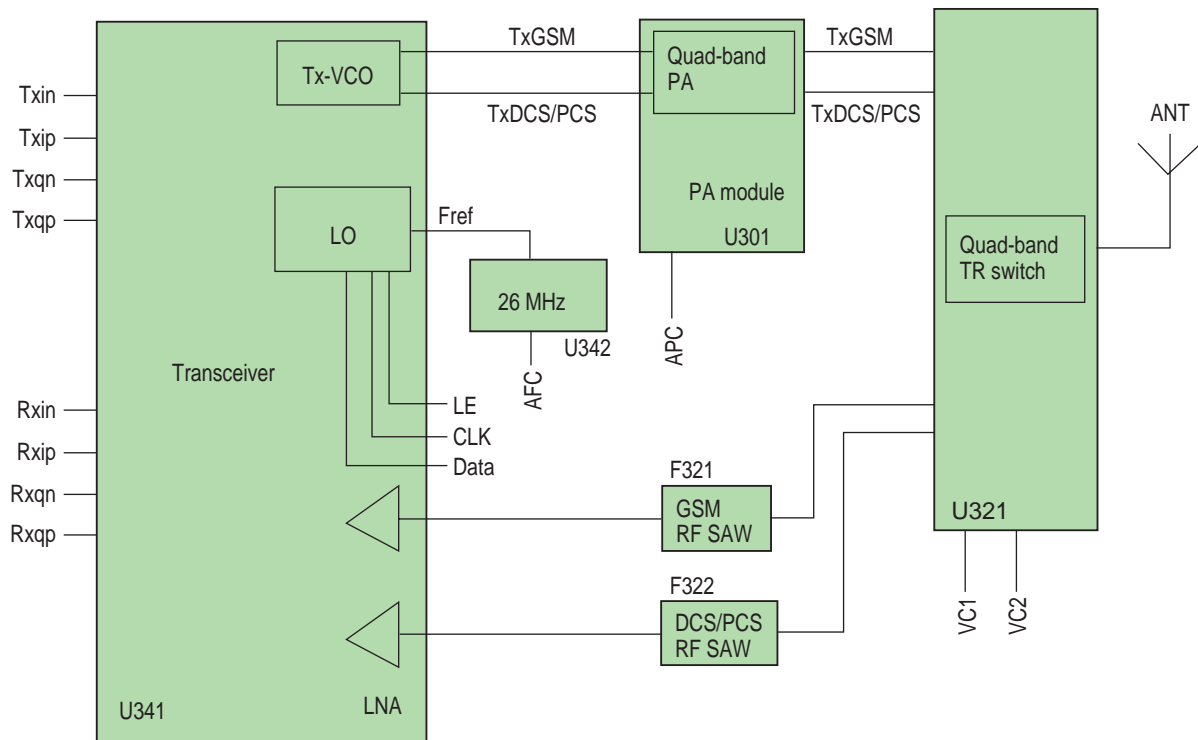 TxGSM
TxGSM
Tx-VCO
Quad-band
PA
Txin
TxDCS/PCS
TxDCS/PCS
ANT
Txip
Txqn
PA module
Txqp
Fref
LO
U301
Quad-band
TR switch
26 MHz
U342
APC
Transceiver
AFC
Rxin
LE
CLK
Rxip
Data
F321
Rxqn
GSM
RF SAW
U321
Rxqp
F322
VC1
VC2
DCS/PCS
RF SAW
U341
LNA